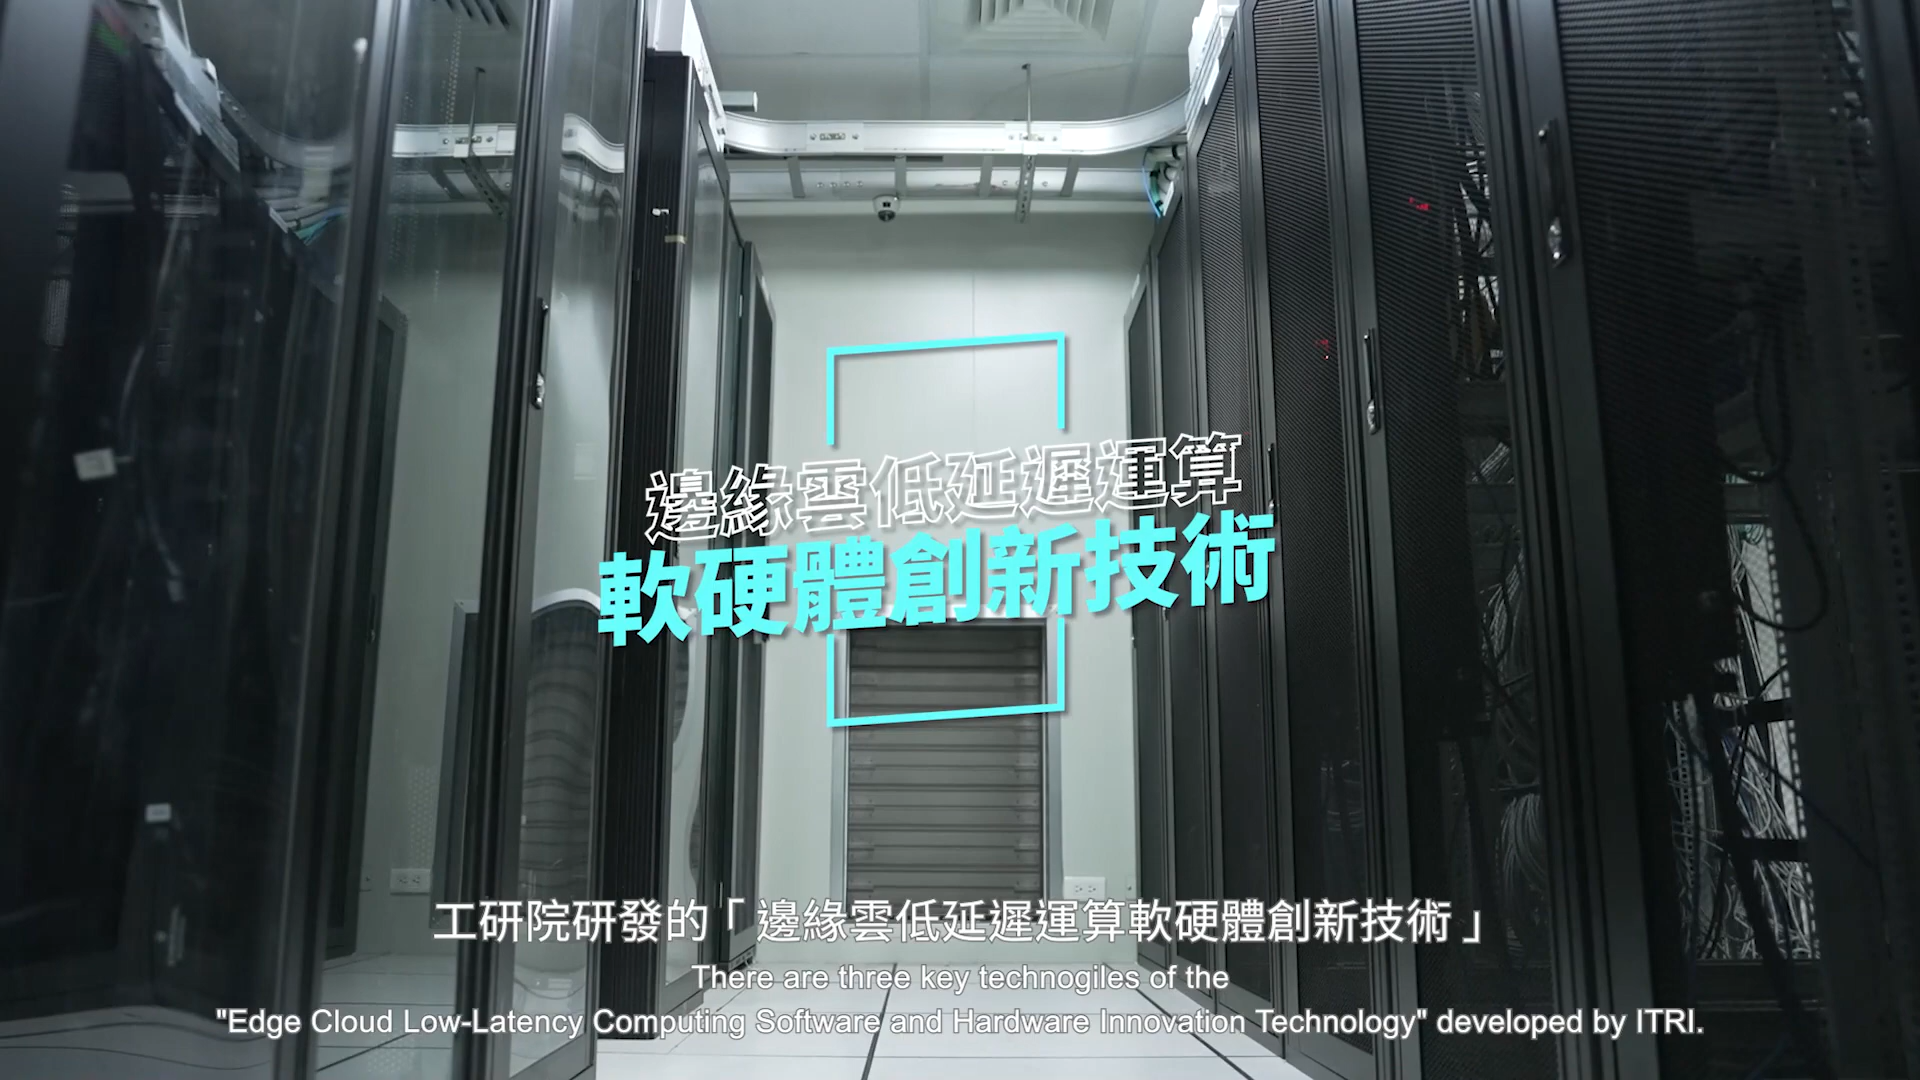 邊緣雲低延遲運算
軟硬體創新技術
工研院研發的「邊緣雲低延遲運算軟硬體創新技術」
There are three key technogiles of the
"Edge Cloud Low-Latency Computing Software and Hardware Innovation Technology" developed by ITRI.